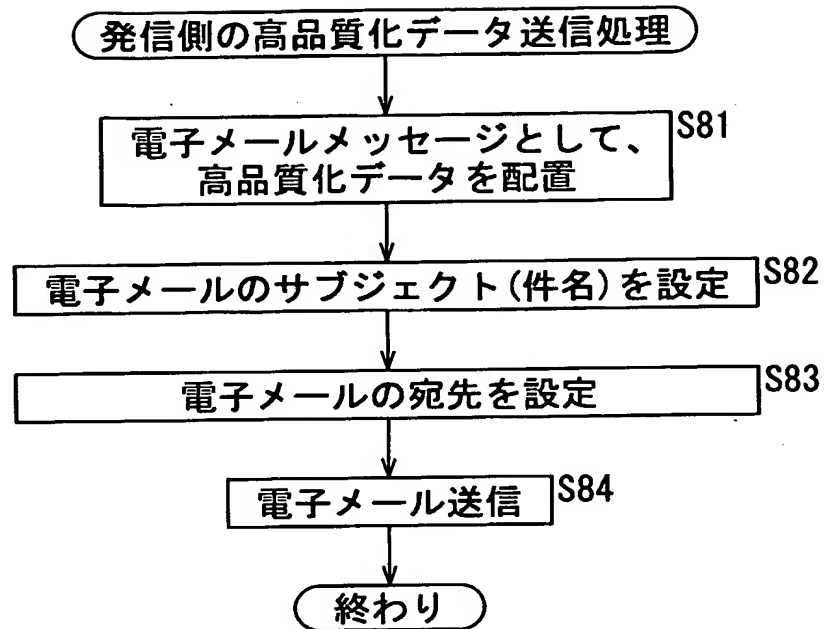 発信側の高品質化データ送信処理
電子メールメッセージとして、
高品質化データを配置
S81
電子メールのサブジェクト(件名)を設定
S82
電子メールの宛先を設定
S83
電子メール送信
S84
終わり